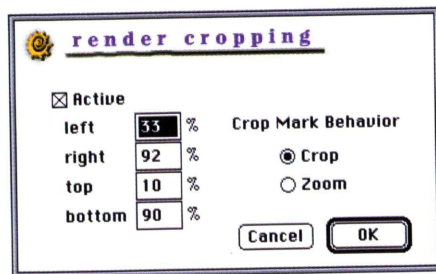 render cropping
Active
left 33 %
right 92 %
top 10 %
bottom 90 %
Crop Mark Behavior
Crop
Zoom
Cancel OK